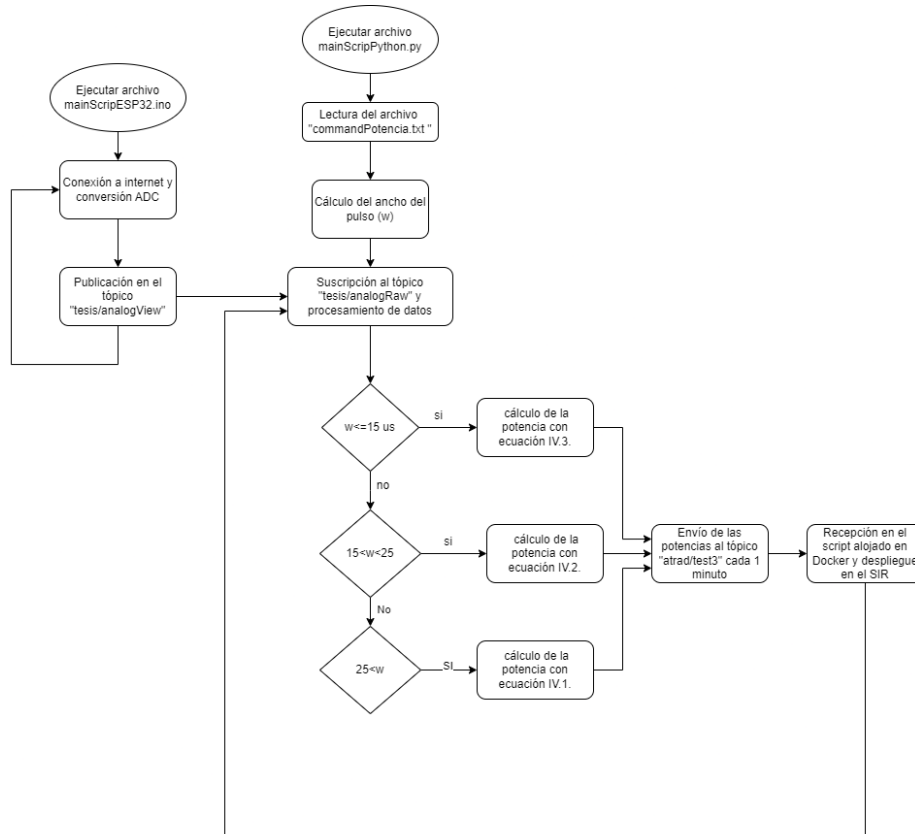 Ejecutar archivo
mainScripPython.py
Ejecutar archivo
mainScripESP32.ino
Lectura del archivo
"commandPotencia.txt "
Conexión a internet y
conversión ADC
Cálculo del ancho del
pulso (w)
Publicación en el
tópico
"tesis/analogView"
Suscripción al tópico
"tesis/analogRaw" y
procesamiento de datos
w<=15 us
si
cálculo de la
potencia con
ecuación IV.3.
no
15<w<25
si
cálculo de la
potencia con
ecuación IV.2.
Envío de las
potencias al tópico
"atrad/test3" cada 1
minuto
Recepción en el
script alojado en
Docker y despliegue
en el SIR
No
25<w
SI
cálculo de la
potencia con
ecuación IV.1.